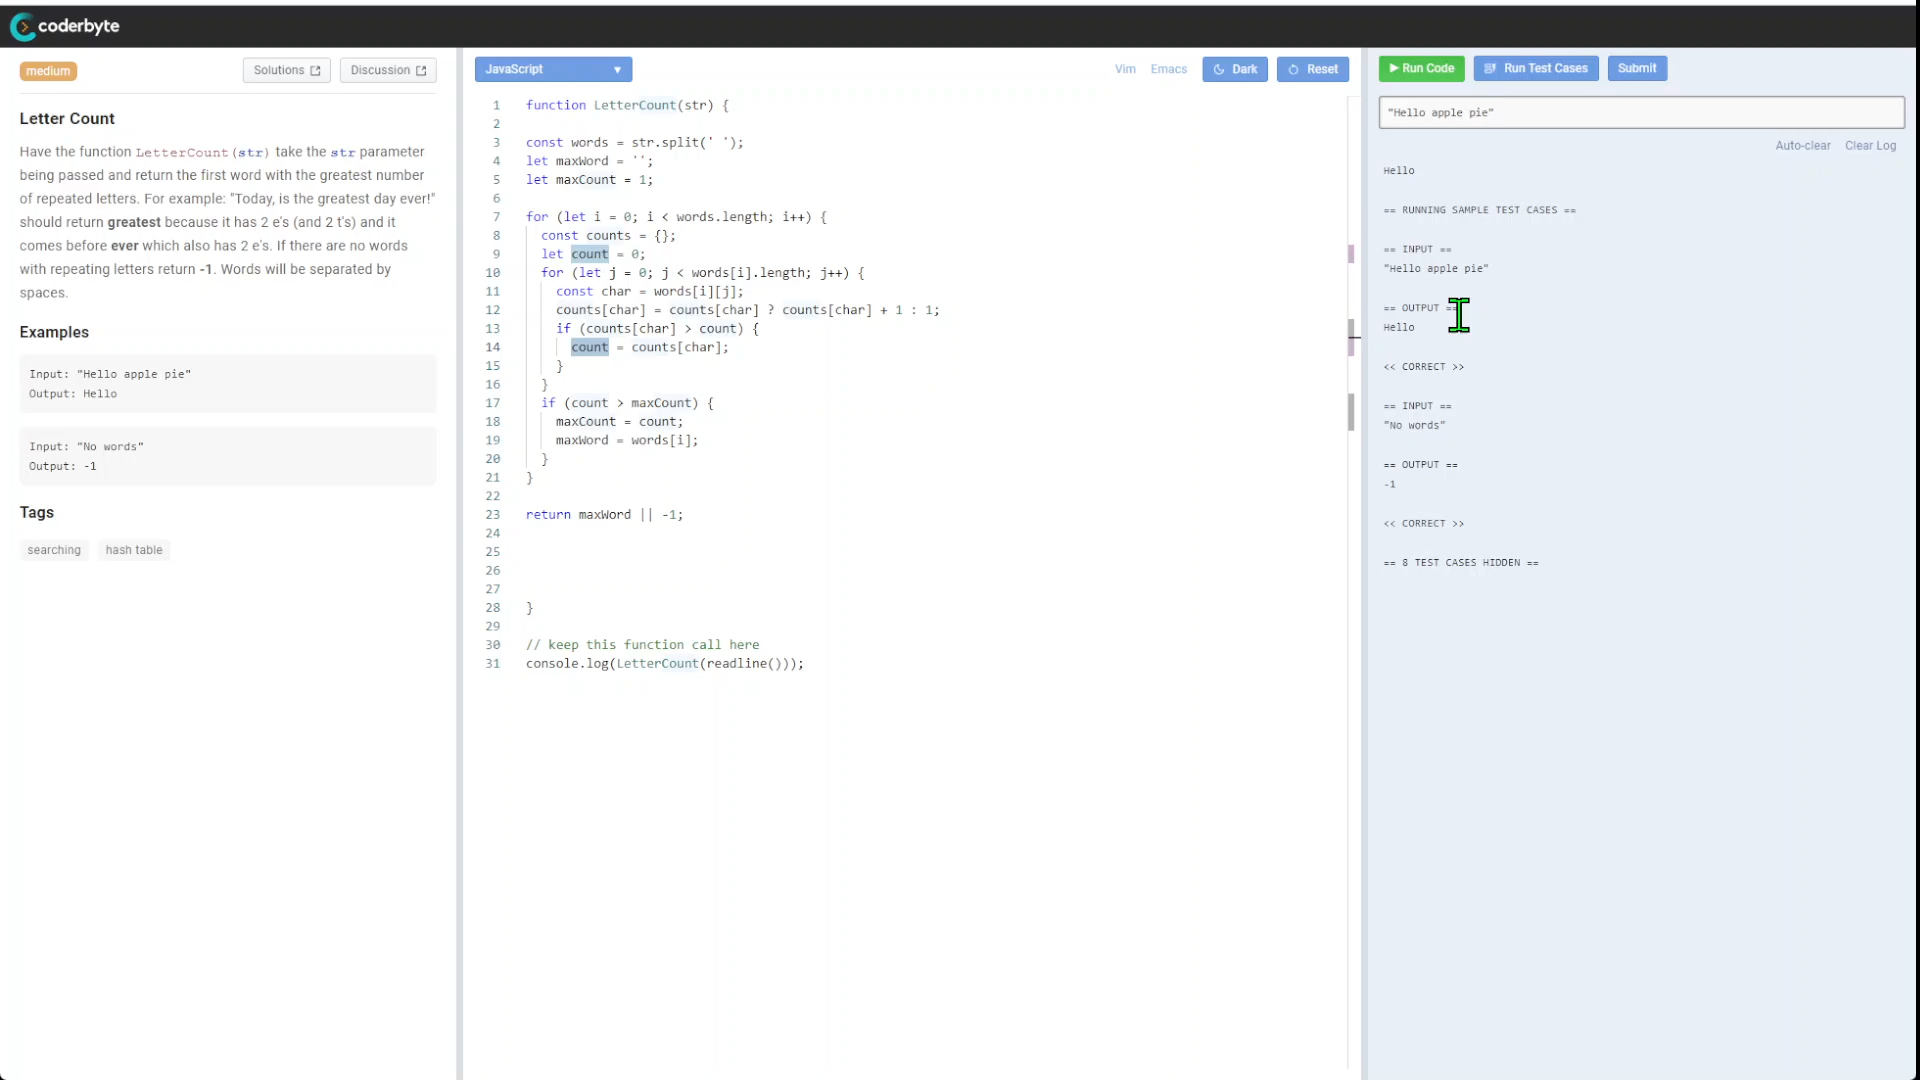 coderbyte
medium
Solutions
Discussion
Letter Count
Have the function LetterCount(str) take the str parameter
being passed and return the first word with the greatest number
of repeated letters. For example: "Today, is the greatest day ever!"
should return greatest because it has 2 e's (and 2 t's) and it
comes before ever which also has 2 e's. If there are no words
with repeating letters return -1. Words will be separated by
spaces.
Examples
Input: "Hello apple pie"
Output: Hello
Input: "No words"
Output: -1
Tags
searching
hash table
JavaScript
Vim
Emacs
Dark
Reset
1 function LetterCount(str) {
2
3 const words = str.split(' ');
4 let maxWord = '';
5 let maxCount = 1;
6
7 for (let i = 0; i < words.length; i++) {
8 const counts = {};
9 let count = 0;
10 for (let j = 0; j < words[i].length; j++) {
11 const char = words[i][j];
12 counts[char] = counts[char] ? counts[char] + 1 : 1;
13 if (counts[char] > count) {
14 count = counts[char];
15 }
16 }
17 if (count > maxCount) {
18 maxCount = count;
19 maxWord = words[i];
20 }
21 }
22
23 return maxWord || -1;
24
25
26
27
28 }
29
30 // keep this function call here
31 console.log(LetterCount(readline()));
Run Code
Run Test Cases
Submit
"Hello apple pie"
Auto-clear
Clear Log
Hello
== RUNNING SAMPLE TEST CASES ==
== INPUT ==
"Hello apple pie"
== OUTPUT ==
Hello
<< CORRECT >>
== INPUT ==
"No words"
== OUTPUT ==
-1
<< CORRECT >>
== 8 TEST CASES HIDDEN ==